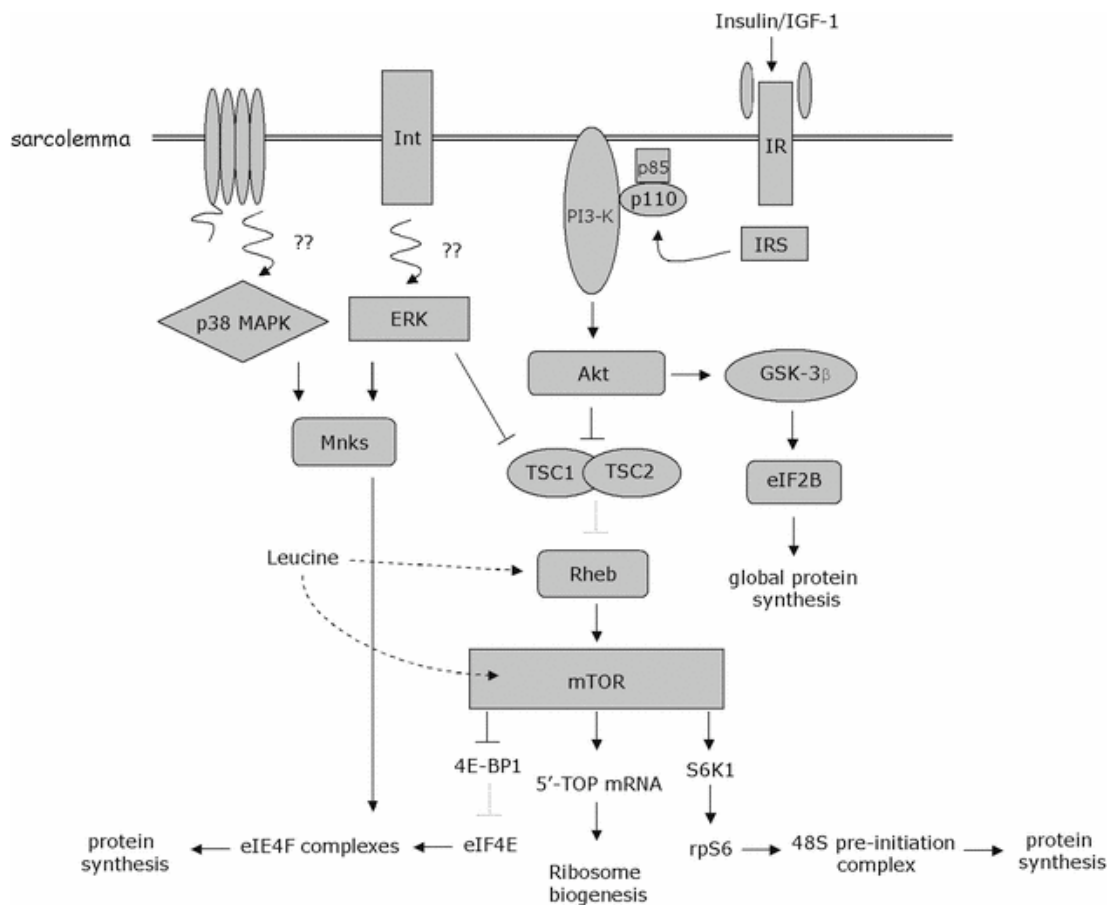 Insulin/IGF-1
sarcolemma
Int
IR
p85
p110
PI3-K
IRS
??
??
p38 MAPK
ERK
Akt
GSK-3β
Mnks
TSC1
TSC2
eIF2B
Leucine
Rheb
global protein
synthesis
mTOR
4E-BP1
5′-TOP mRNA
S6K1
protein
synthesis
eIE4F complexes
eIF4E
Ribosome
biogenesis
rpS6
48S pre-initiation
complex
protein
synthesis